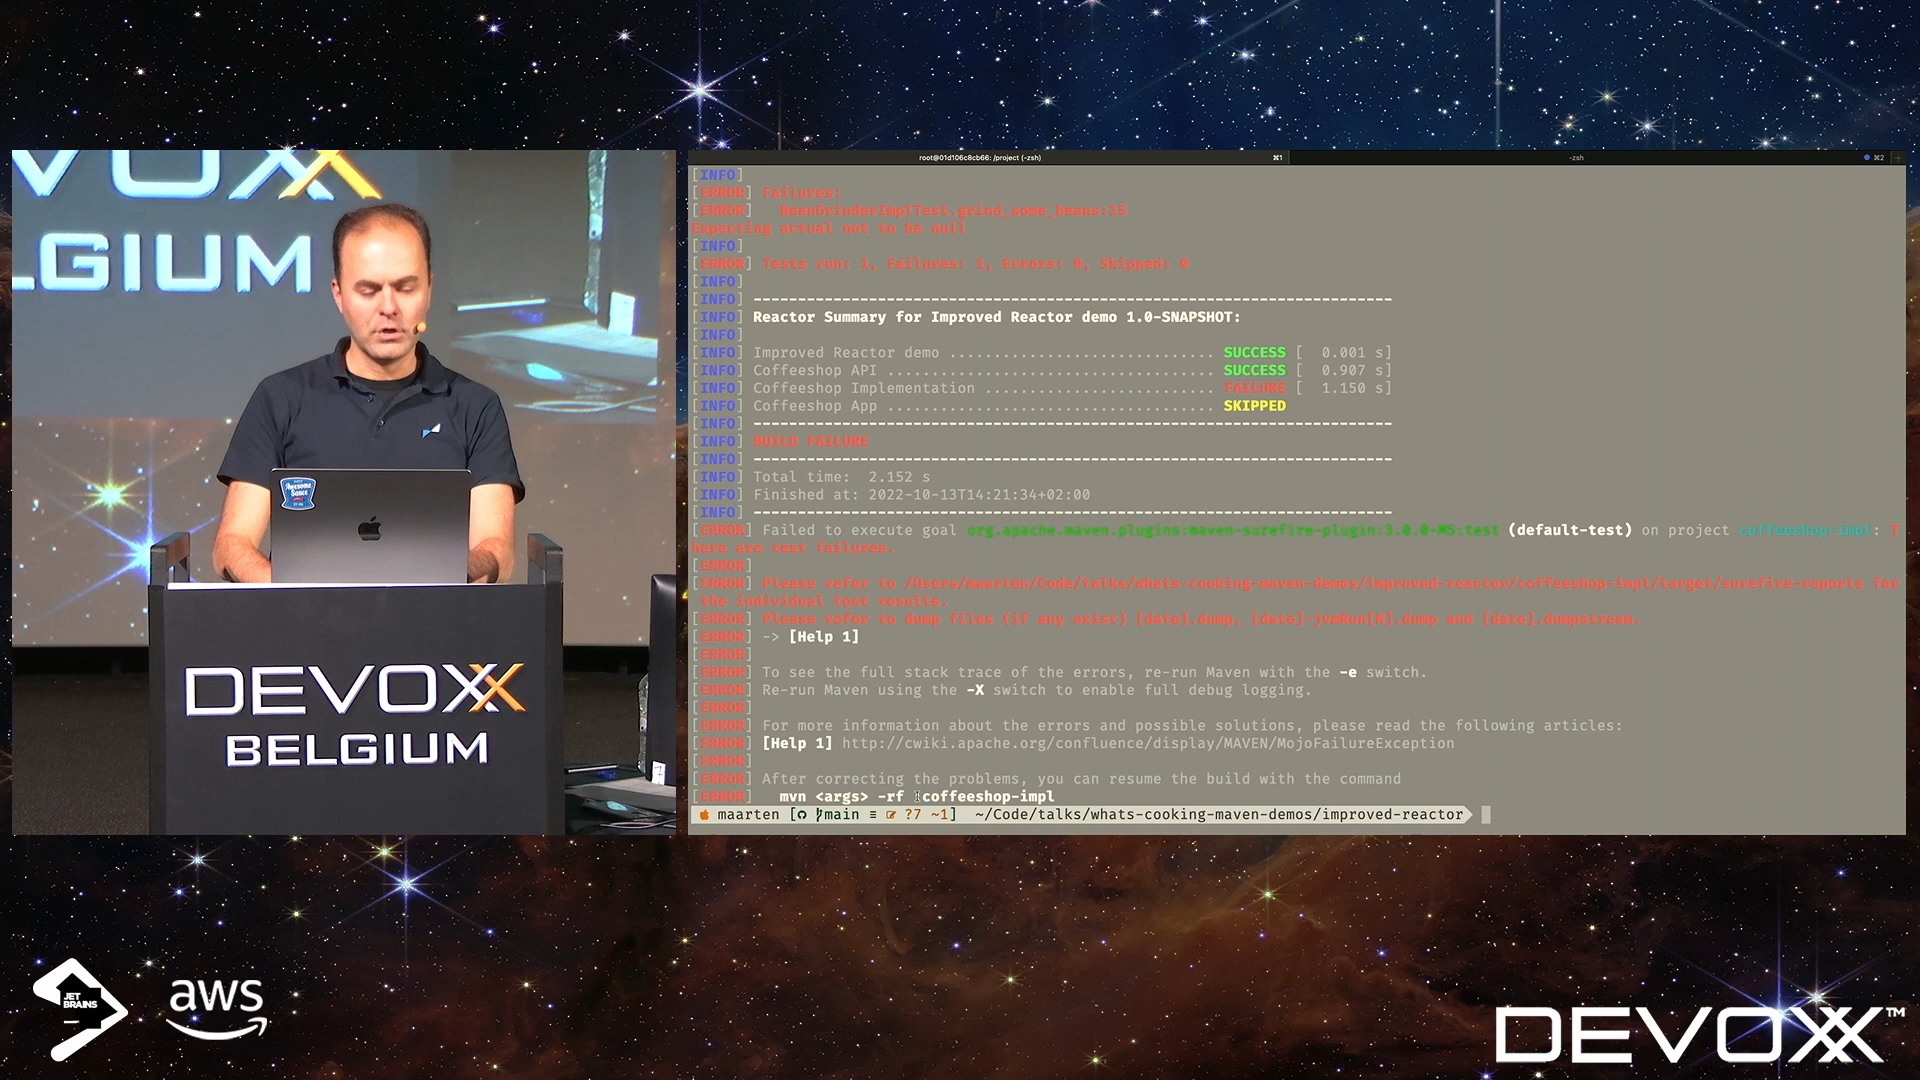 VOXX
LGIUM
Awesome
Sauce
DEVOXX
BELGIUM
root@01d106c8cb66: /project (-zsh)
⌘1
-zsh
⌘2
[INFO]
[ERROR] Failures:
[ERROR]   BeanGrinderImplTest.grind_some_beans:15
Expecting actual not to be null
[INFO]
[ERROR] Tests run: 1, Failures: 1, Errors: 0, Skipped: 0
[INFO]
[INFO] ------------------------------------------------------------------------
[INFO] Reactor Summary for Improved Reactor demo 1.0-SNAPSHOT:
[INFO]
[INFO] Improved Reactor demo .............................. SUCCESS [  0.001 s]
[INFO] Coffeeshop API ..................................... SUCCESS [  0.907 s]
[INFO] Coffeeshop Implementation .......................... FAILURE [  1.150 s]
[INFO] Coffeeshop App ..................................... SKIPPED
[INFO] ------------------------------------------------------------------------
[INFO] BUILD FAILURE
[INFO] ------------------------------------------------------------------------
[INFO] Total time:  2.152 s
[INFO] Finished at: 2022-10-13T14:21:34+02:00
[INFO] ------------------------------------------------------------------------
[ERROR] Failed to execute goal org.apache.maven.plugins:maven-surefire-plugin:3.0.0-M5:test (default-test) on project coffeeshop-impl: T
here are test failures.
[ERROR]
[ERROR] Please refer to /Users/maarten/Code/talks/whats-cooking-maven-demos/improved-reactor/coffeeshop-impl/target/surefire-reports for
 the individual test results.
[ERROR] Please refer to dump files (if any exist) [date].dump, [date]-jvmRun[N].dump and [date].dumpstream.
[ERROR] -> [Help 1]
[ERROR]
[ERROR] To see the full stack trace of the errors, re-run Maven with the -e switch.
[ERROR] Re-run Maven using the -X switch to enable full debug logging.
[ERROR]
[ERROR] For more information about the errors and possible solutions, please read the following articles:
[ERROR] [Help 1] http://cwiki.apache.org/confluence/display/MAVEN/MojoFailureException
[ERROR]
[ERROR] After correcting the problems, you can resume the build with the command
[ERROR]   mvn <args> -rf :coffeeshop-impl
maarten [main ≡ ?7 ~1] ~/Code/talks/whats-cooking-maven-demos/improved-reactor
JET
BRAINS
aws
DEVOXX™